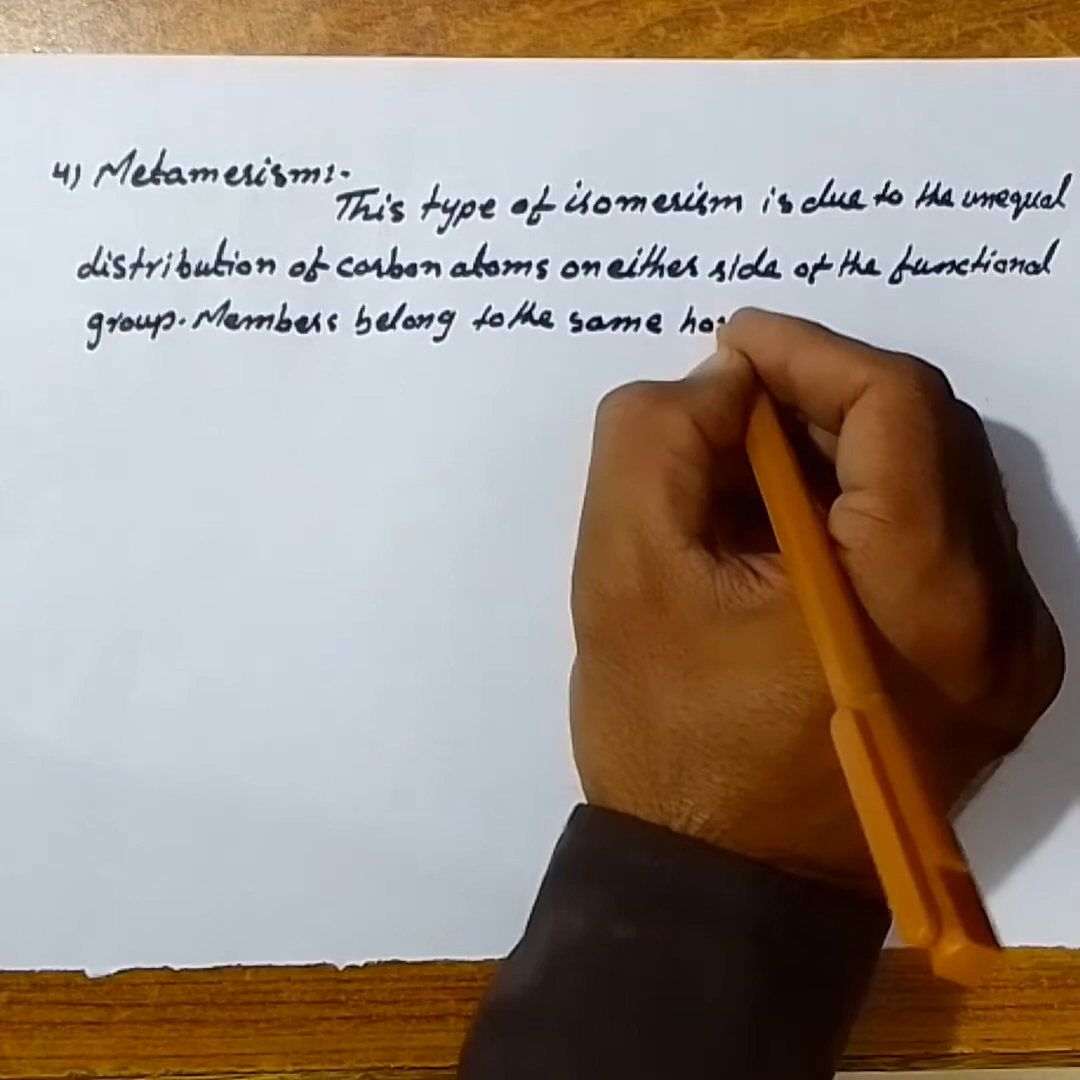 4) Metamerism:-
This type of isomerism is due to the unequal
distribution of carbon atoms on either side of the functional
group. Members belong to the same ho